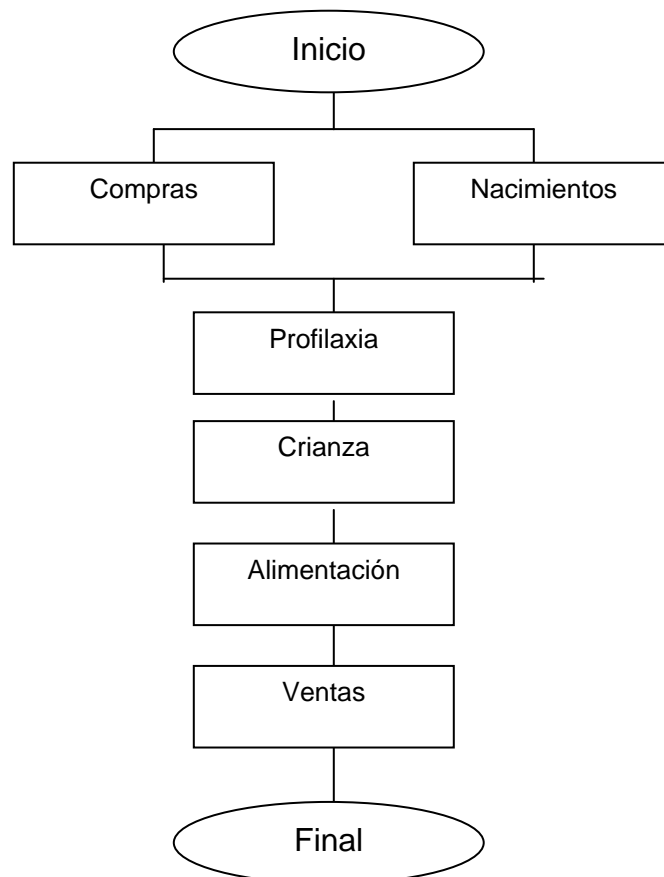 Inicio
Compras
Nacimientos
Profilaxia
Crianza
Alimentación
Ventas
Final